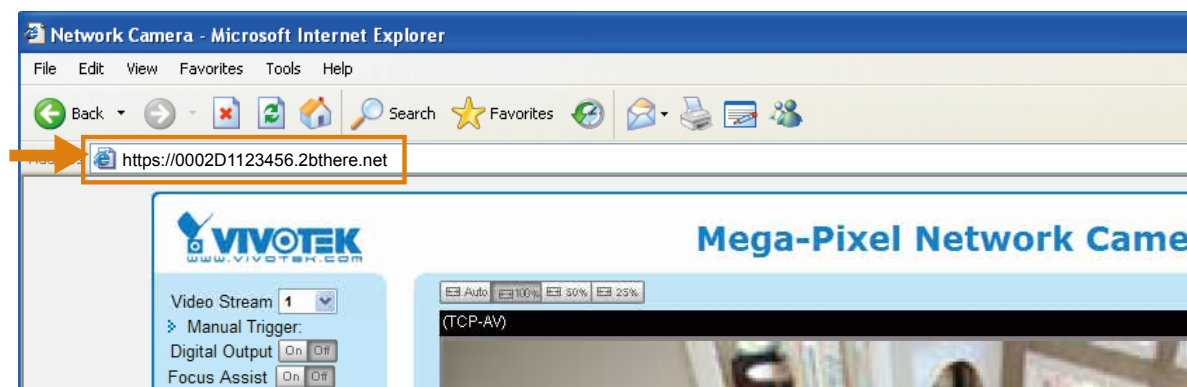 Network Camera - Microsoft Internet Explorer
File Edit View Favorites Tools Help
Back Search Favorites
https://0002D1123456.2bthere.net
VIVOTEK
www.vivotek.com
Mega-Pixel Network Came
Video Stream 1
Auto 100% 50% 25%
Manual Trigger:
(TCP-AV)
Digital Output On Off
Focus Assist On Off